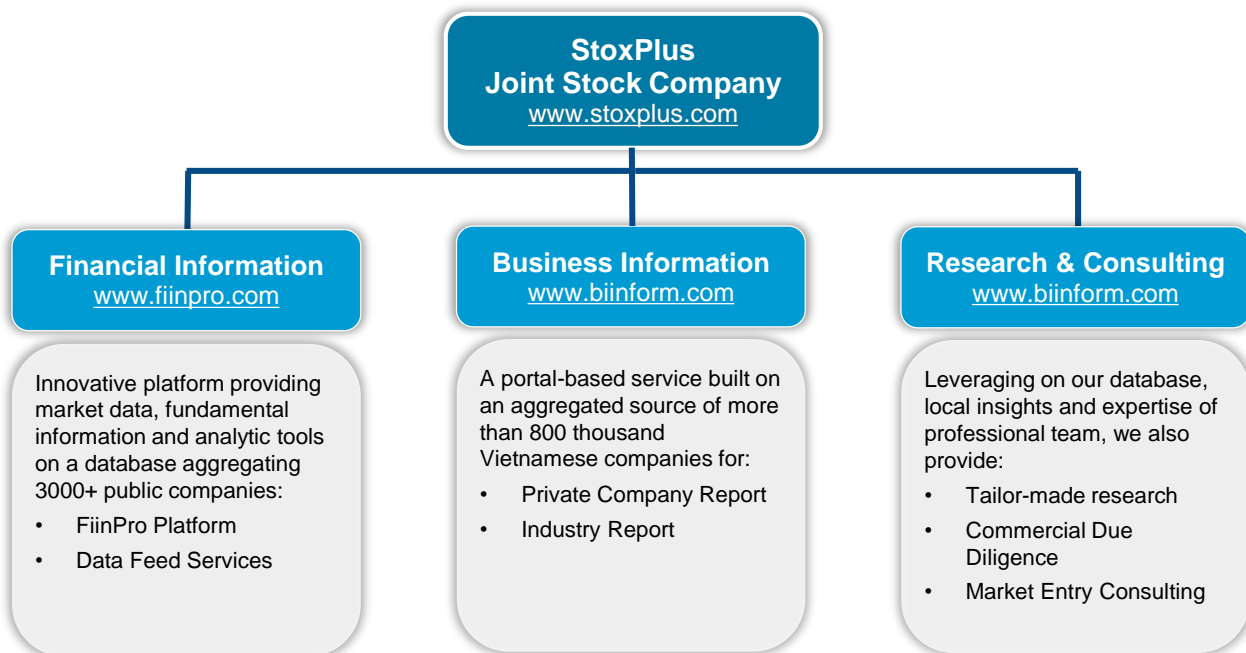 StoxPlus
Joint Stock Company
www.stoxplus.com
Financial Information
www.fiinpro.com
Innovative platform providing
market data, fundamental
information and analytic tools
on a database aggregating
3000+ public companies:
• FiinPro Platform
• Data Feed Services
Business Information
www.biinform.com
A portal-based service built on
an aggregated source of more
than 800 thousand
Vietnamese companies for:
• Private Company Report
• Industry Report
Research & Consulting
www.biinform.com
Leveraging on our database,
local insights and expertise of
professional team, we also
provide:
• Tailor-made research
• Commercial Due
Diligence
• Market Entry Consulting